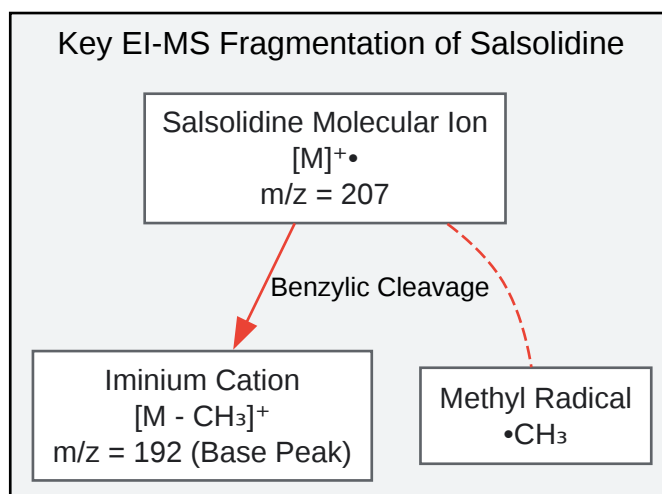 Key EI-MS Fragmentation of Salsolidine
Salsolidine Molecular Ion
[M]⁺•
m/z = 207
Benzylic Cleavage
Iminium Cation
[M - CH₃]⁺
m/z = 192 (Base Peak)
Methyl Radical
•CH₃